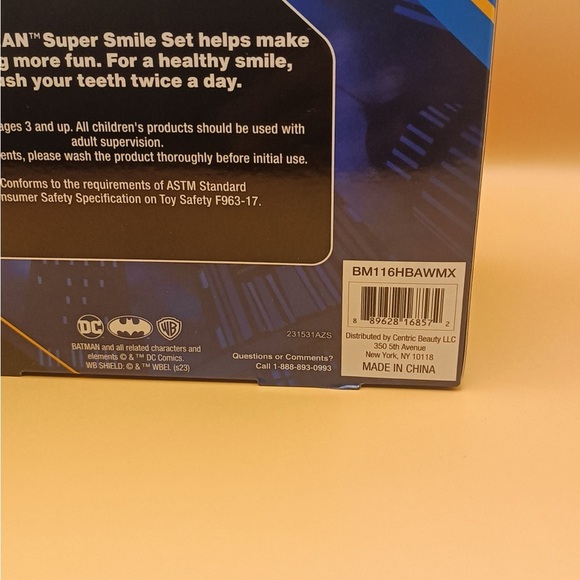 AN™ Super Smile Set helps make
g more fun. For a healthy smile,
ush your teeth twice a day.
ages 3 and up. All children's products should be used with
adult supervision.
ents, please wash the product thoroughly before initial use.
Conforms to the requirements of ASTM Standard
nsumer Safety Specification on Toy Safety F963-17.
BM116HBAWMX
8 89628 16857 2
Distributed by Centric Beauty LLC
350 5th Avenue
New York, NY 10118
MADE IN CHINA
DC
WB
231531AZS
BATMAN and all related characters and
elements © & ™ DC Comics.
WB SHIELD: © & ™ WBEI. (s23)
Questions or Comments?
Call 1-888-893-0993